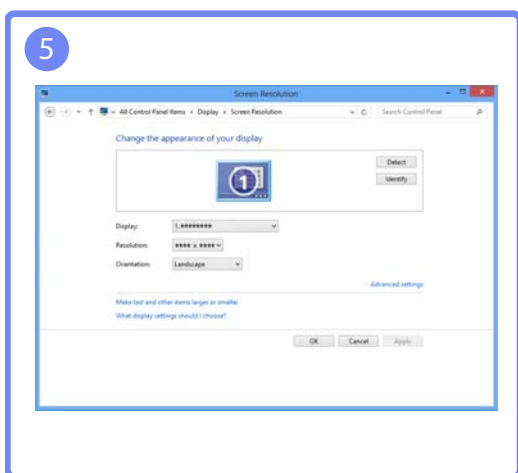 5
Screen Resolution
All Control Panel Items Display Screen Resolution Search Control Panel
Change the appearance of your display
1
Detect
Identify
Display: 1.********
Resolution: **** x ****
Orientation: Landscape
Advanced settings
Make text and other items larger or smaller
What display settings should I choose?
OK Cancel Apply